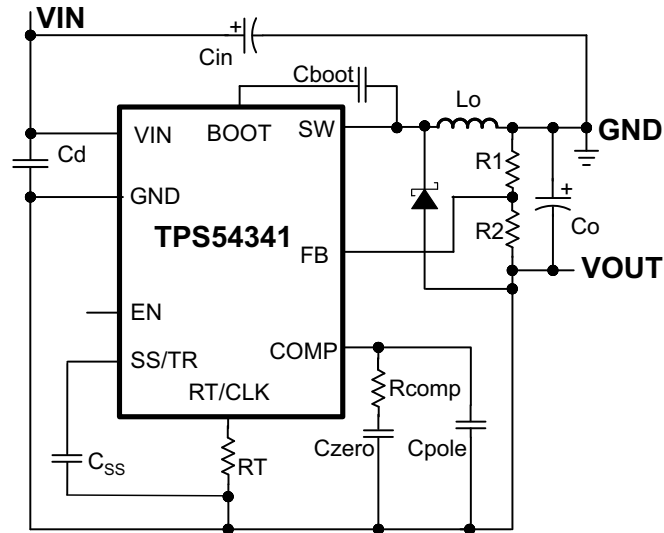 VIN
+
Cin
Cboot
Lo
VIN
BOOT
SW
GND
Cd
R1
GND
+
TPS54341
R2
Co
FB
VOUT
EN
COMP
SS/TR
RT/CLK
Rcomp
Czero
Cpole
CSS
RT